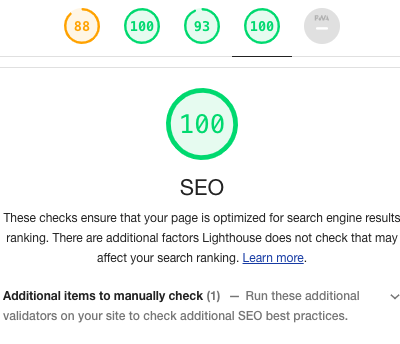 88 100 93 100 PWA
100
SEO
These checks ensure that your page is optimized for search engine results
ranking. There are additional factors Lighthouse does not check that may
affect your search ranking. Learn more.
Additional items to manually check (1) — Run these additional
validators on your site to check additional SEO best practices.